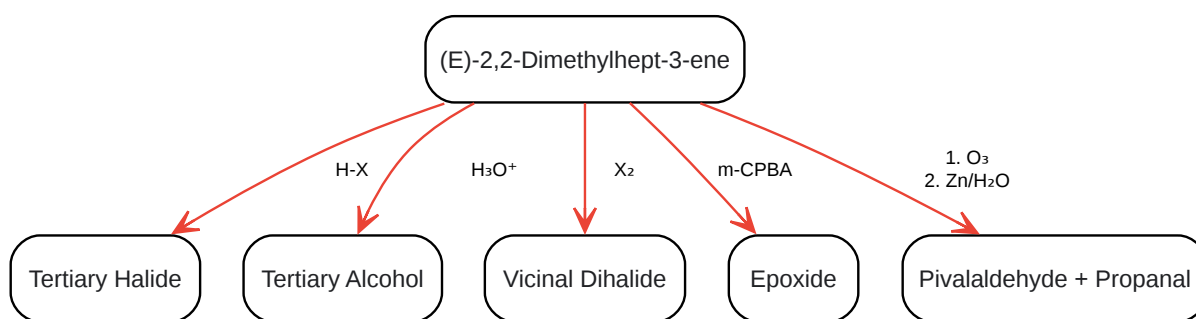 (E)-2,2-Dimethylhept-3-ene
H-X
H₃O⁺
X₂
m-CPBA
1. O₃
2. Zn/H₂O
Tertiary Halide
Tertiary Alcohol
Vicinal Dihalide
Epoxide
Pivalaldehyde + Propanal